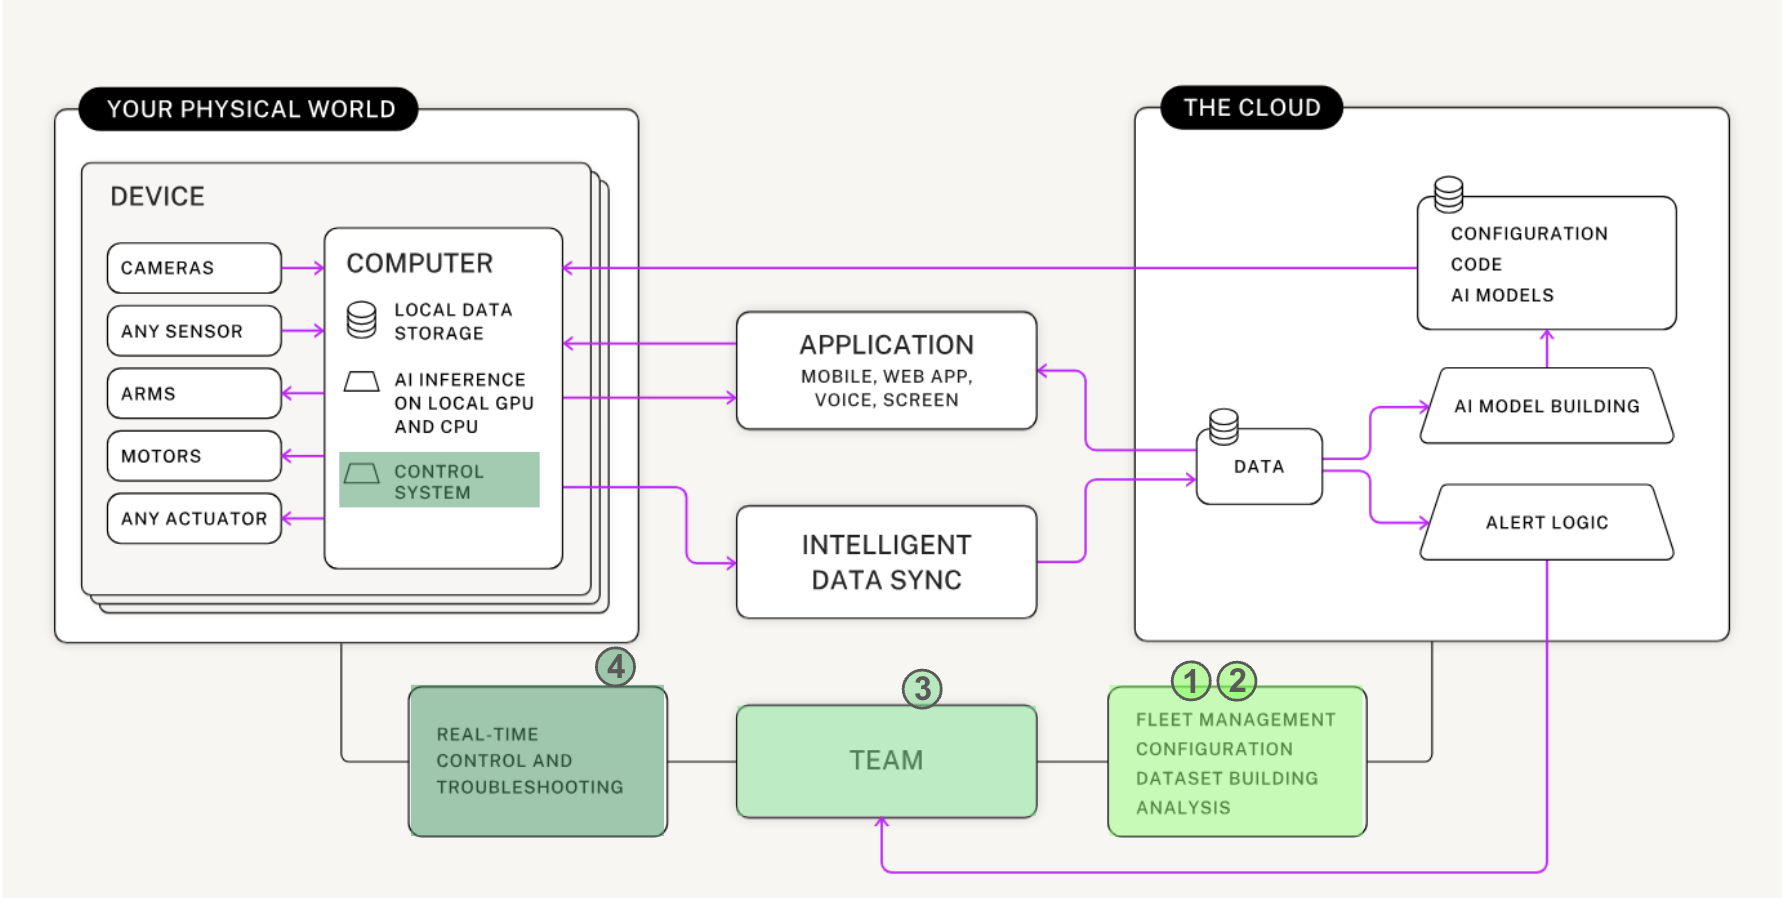 YOUR PHYSICAL WORLD
DEVICE
CAMERAS
ANY SENSOR
ARMS
MOTORS
ANY ACTUATOR
COMPUTER
LOCAL DATA
STORAGE
AI INFERENCE
ON LOCAL GPU
AND CPU
CONTROL
SYSTEM
APPLICATION
MOBILE, WEB APP,
VOICE, SCREEN
INTELLIGENT
DATA SYNC
THE CLOUD
CONFIGURATION
CODE
AI MODELS
DATA
AI MODEL BUILDING
ALERT LOGIC
4
REAL-TIME
CONTROL AND
TROUBLESHOOTING
3
TEAM
1 2
FLEET MANAGEMENT
CONFIGURATION
DATASET BUILDING
ANALYSIS